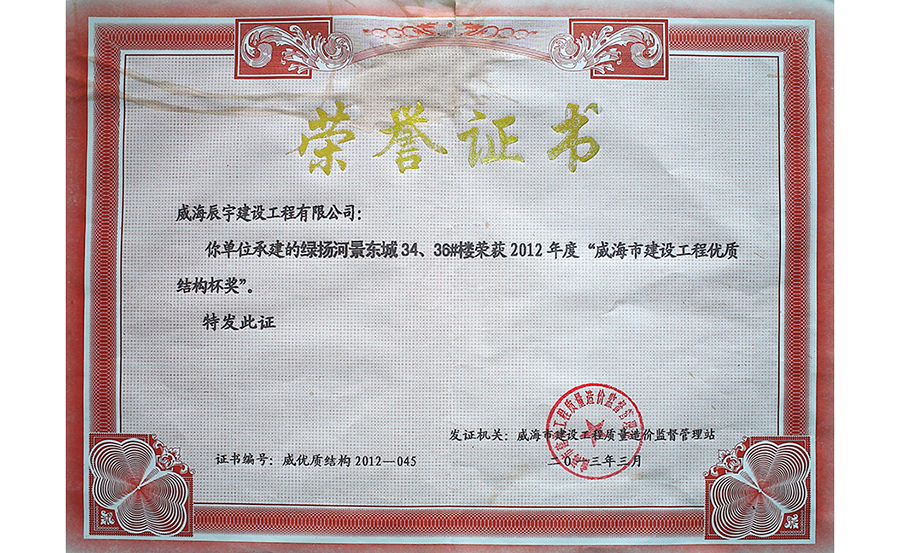 荣誉证书
威海辰宇建设工程有限公司：
你单位承建的绿扬河景东城34、36#楼荣获2012年度“威海市建设工程优质
结构杯奖”。
特发此证
发证机关：威海市建设工程质量造价监督管理站
证书编号：威优质结构2012—045
二〇一三年三月